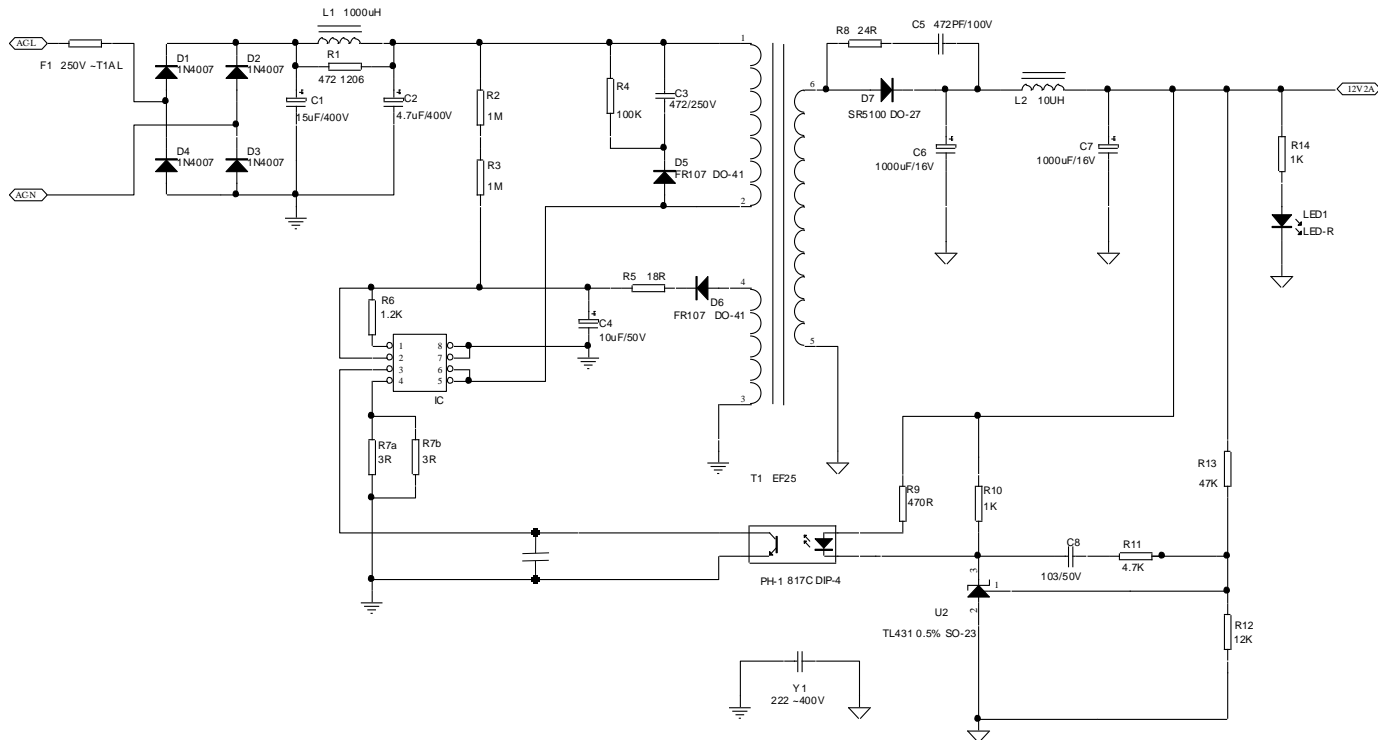 L1 1000uH
AC-L
F1 250V ~T1AL
D1
1N4007
D2
1N4007
R1
472 1206
C1
15uF/400V
C2
4.7uF/400V
D4
1N4007
D3
1N4007
AC-N
R2
1M
R3
1M
R4
100K
C3
472/250V
D5
FR107 DO-41
1
2
R8 24R
C5 472PF/100V
6
D7
SR5100 DO-27
L2 10UH
12V 2A
C6
1000uF/16V
C7
1000uF/16V
R14
1K
LED1
LED-R
R5 18R
4
D6
FR107 DO-41
R6
1.2K
C4
10uF/50V
1 8
2 7
3 6
4 5
IC
5
3
R7a
3R
R7b
3R
T1 EF25
R9
470R
R10
1K
R13
47K
PH-1 817C DIP-4
C8
103/50V
R11
4.7K
3
1
2
U2
TL431 0.5% SO-23
R12
12K
Y1
222 ~400V